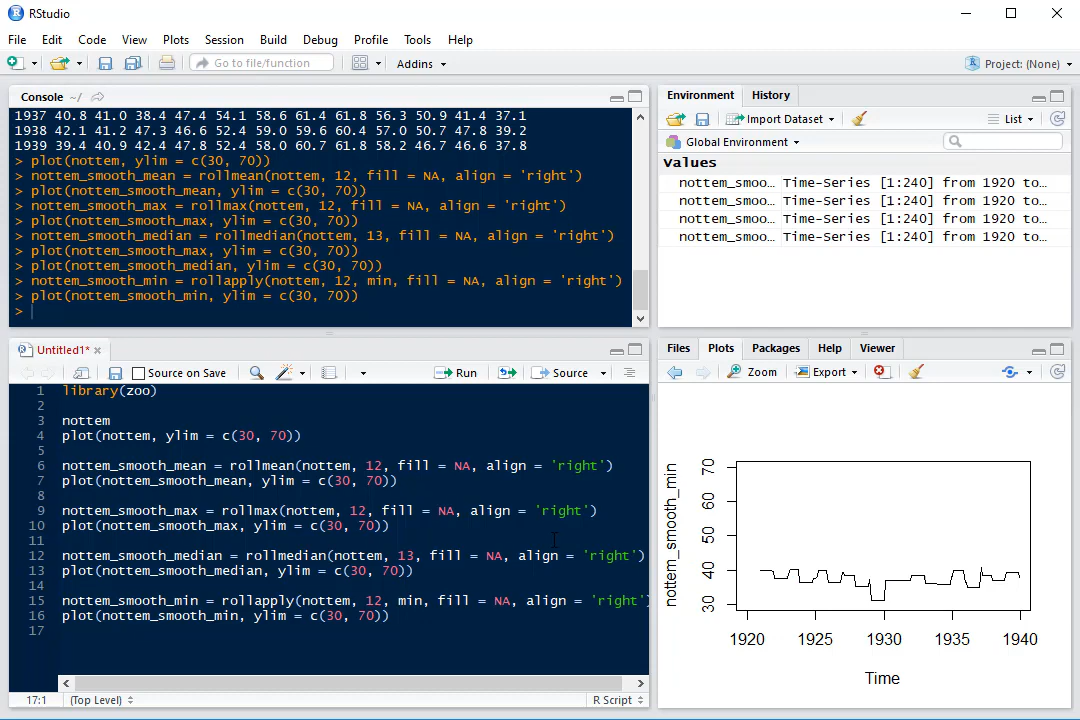 RStudio
File Edit Code View Plots Session Build Debug Profile Tools Help
Go to file/function Addins Project: (None)
Console ~/
1937 40.8 41.0 38.4 47.4 54.1 58.6 61.4 61.8 56.3 50.9 41.4 37.1
1938 42.1 41.2 47.3 46.6 52.4 59.0 59.6 60.4 57.0 50.7 47.8 39.2
1939 39.4 40.9 42.4 47.8 52.4 58.0 60.7 61.8 58.2 46.7 46.6 37.8
> plot(nottem, ylim = c(30, 70))
> nottem_smooth_mean = rollmean(nottem, 12, fill = NA, align = 'right')
> plot(nottem_smooth_mean, ylim = c(30, 70))
> nottem_smooth_max = rollmax(nottem, 12, fill = NA, align = 'right')
> plot(nottem_smooth_max, ylim = c(30, 70))
> nottem_smooth_median = rollmedian(nottem, 13, fill = NA, align = 'right')
> plot(nottem_smooth_max, ylim = c(30, 70))
> plot(nottem_smooth_median, ylim = c(30, 70))
> nottem_smooth_min = rollapply(nottem, 12, min, fill = NA, align = 'right')
> plot(nottem_smooth_min, ylim = c(30, 70))
>
Environment History
Import Dataset List
Global Environment
Values
nottem_smoo… Time-Series [1:240] from 1920 to…
nottem_smoo… Time-Series [1:240] from 1920 to…
nottem_smoo… Time-Series [1:240] from 1920 to…
nottem_smoo… Time-Series [1:240] from 1920 to…
Untitled1*
Source on Save Run Source
1 library(zoo)
2
3 nottem
4 plot(nottem, ylim = c(30, 70))
5
6 nottem_smooth_mean = rollmean(nottem, 12, fill = NA, align = 'right')
7 plot(nottem_smooth_mean, ylim = c(30, 70))
8
9 nottem_smooth_max = rollmax(nottem, 12, fill = NA, align = 'right')
10 plot(nottem_smooth_max, ylim = c(30, 70))
11
12 nottem_smooth_median = rollmedian(nottem, 13, fill = NA, align = 'right')
13 plot(nottem_smooth_median, ylim = c(30, 70))
14
15 nottem_smooth_min = rollapply(nottem, 12, min, fill = NA, align = 'right')
16 plot(nottem_smooth_min, ylim = c(30, 70))
17
17:1 (Top Level) R Script
Files Plots Packages Help Viewer
Zoom Export
nottem_smooth_min
70
60
50
40
30
1920 1925 1930 1935 1940
Time